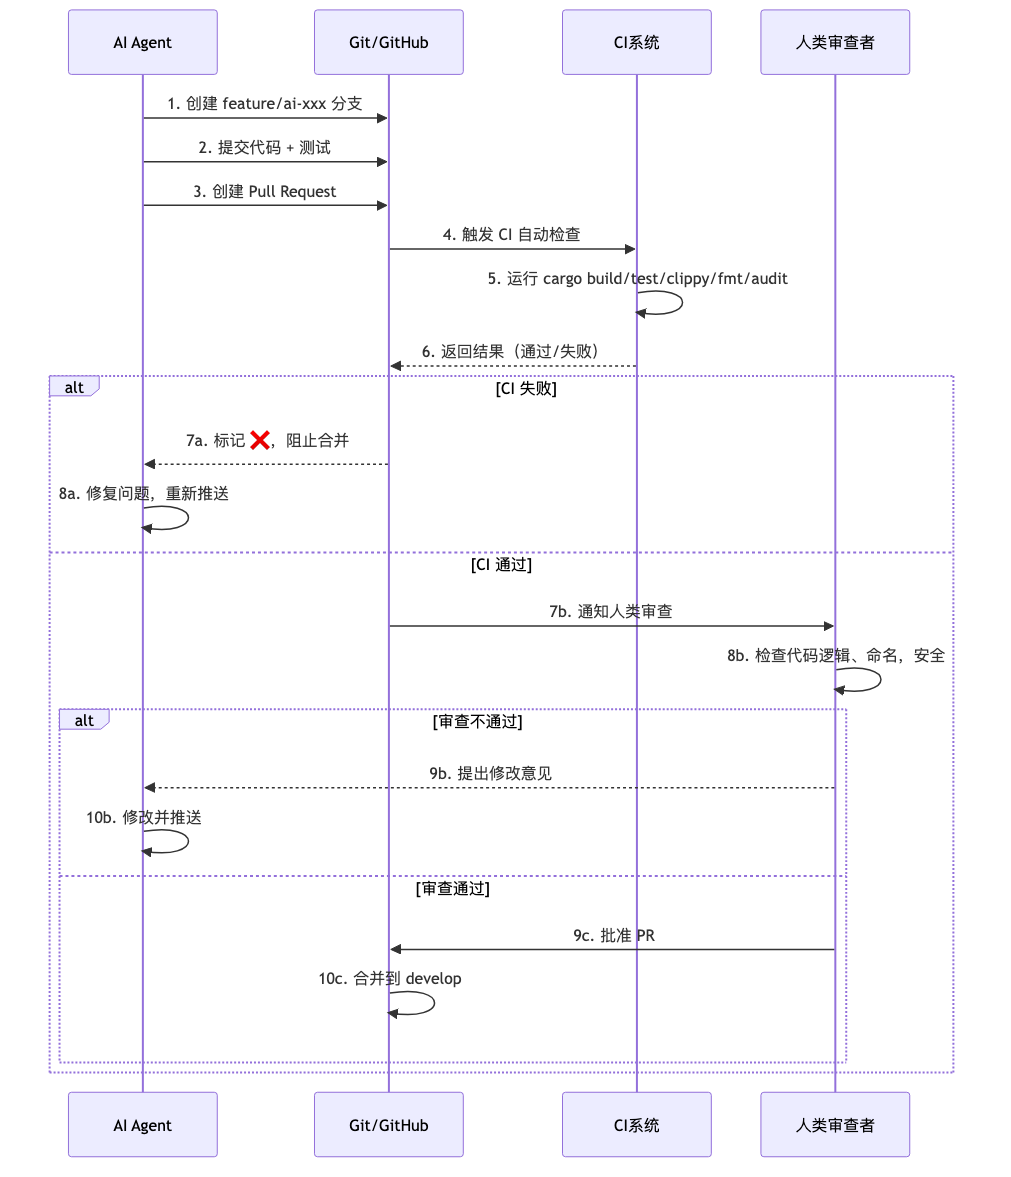 AI Agent
Git/GitHub
CI系统
人类审查者
1. 创建 feature/ai-xxx 分支
2. 提交代码 + 测试
3. 创建 Pull Request
4. 触发 CI 自动检查
5. 运行 cargo build/test/clippy/fmt/audit
6. 返回结果（通过/失败）
alt
[CI 失败]
7a. 标记 ❌，阻止合并
8a. 修复问题，重新推送
[CI 通过]
7b. 通知人类审查
8b. 检查代码逻辑、命名，安全
alt
[审查不通过]
9b. 提出修改意见
10b. 修改并推送
[审查通过]
9c. 批准 PR
10c. 合并到 develop
AI Agent
Git/GitHub
CI系统
人类审查者